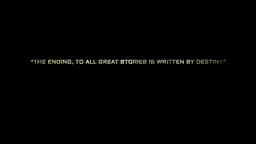 "THE ENDING, TO ALL GREAT STORIES IS WRITTEN BY DESTINY"